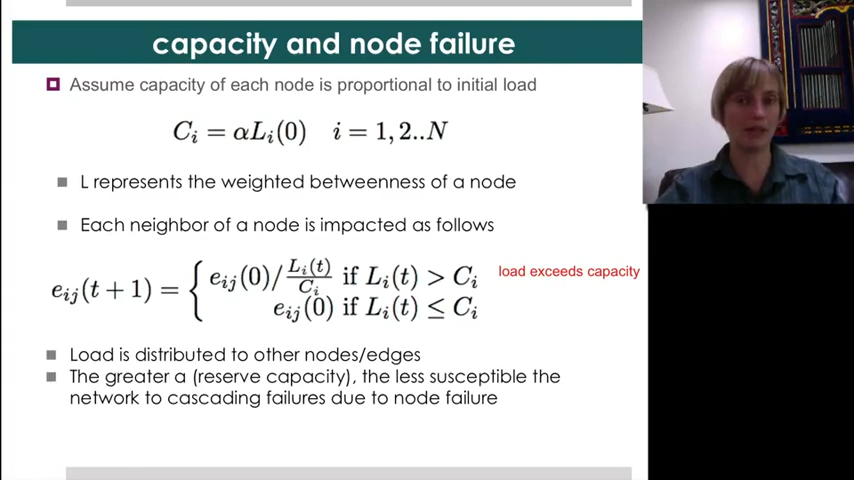 capacity and node failure
Assume capacity of each node is proportional to initial load
C_i = αL_i(0)   i = 1, 2..N
L represents the weighted betweenness of a node
Each neighbor of a node is impacted as follows
e_ij(t + 1) = { e_ij(0)/ L_i(t)/C_i if L_i(t) > C_i
e_ij(0) if L_i(t) ≤ C_i
load exceeds capacity
Load is distributed to other nodes/edges
The greater a (reserve capacity), the less susceptible the
network to cascading failures due to node failure